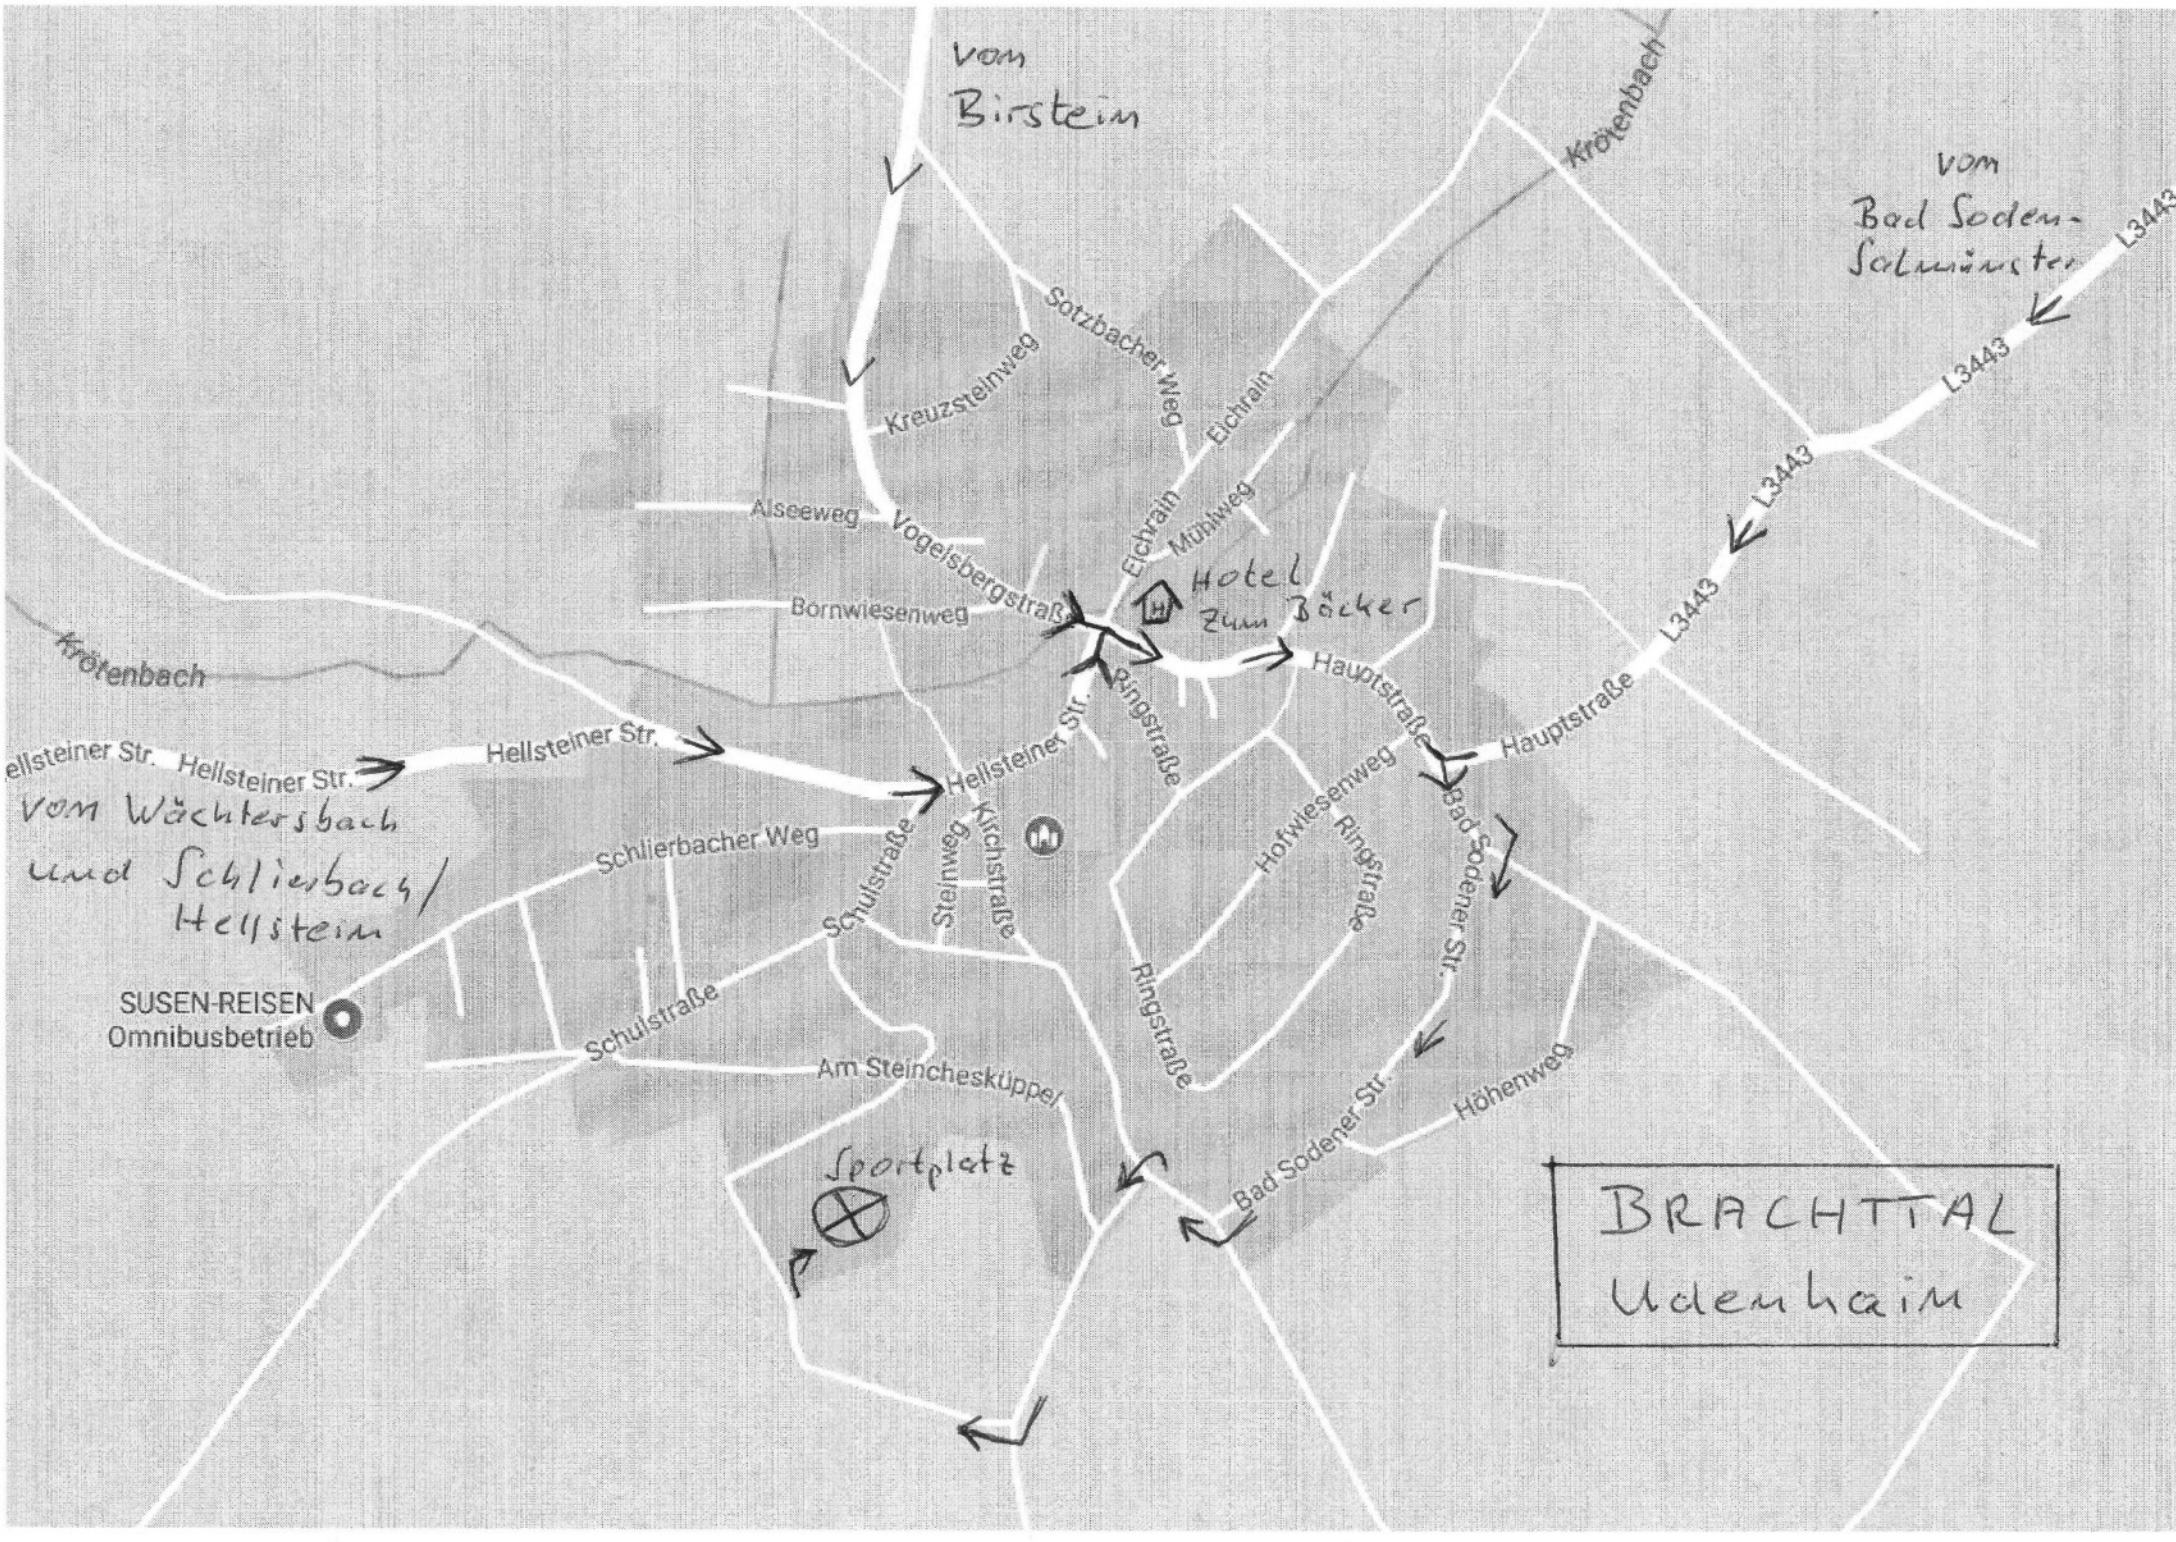 vom
Birstein
Krötenbach
vom
Bad Soden-
Salmünster
L3443
L3443
L3443
L3443
Sotzbacher Weg
Kreuzsteinweg
Eichrain
Eichrain
Mühlweg
Alseeweg
Vogelsbergstraße
Bornwiesenweg
H
Hotel
zum Bäcker
Krötenbach
Hauptstraße
Hauptstraße
Ringstraße
ellsteiner Str.
Hellsteiner Str.
Hellsteiner Str.
Hellsteiner Str.
vom Wächtersbach
und Schlierbach/
Hellstein
Schlierbacher Weg
Schulstraße
Steinweg
Kirchstraße
Hofwiesenweg
Ringstraße
Bad Sodener Str.
SUSEN-REISEN
Omnibusbetrieb
Schulstraße
Am Steinchesküppel
Ringstraße
Höhenweg
Bad Sodener Str.
Sportplatz
BRACHTTAL
Udenhain